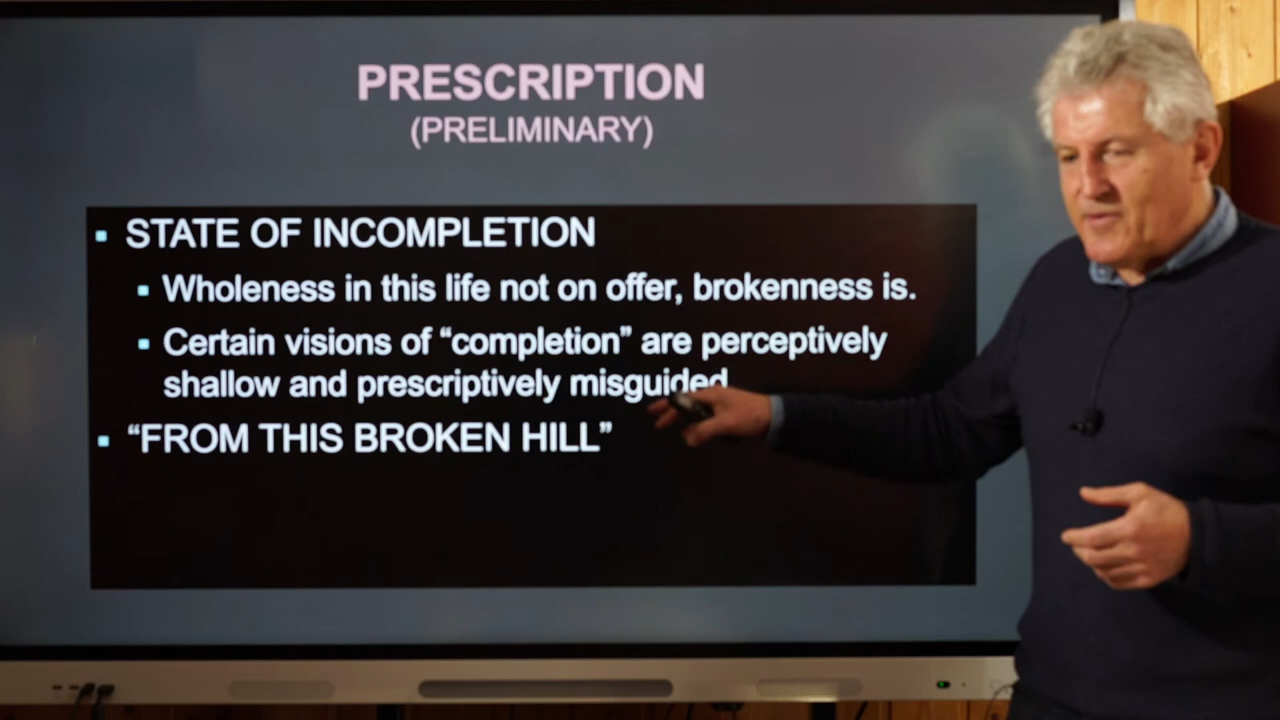 PRESCRIPTION
(PRELIMINARY)
▪ STATE OF INCOMPLETION
▪ Wholeness in this life not on offer, brokenness is.
▪ Certain visions of “completion” are perceptively
shallow and prescriptively misguided
▪ “FROM THIS BROKEN HILL”